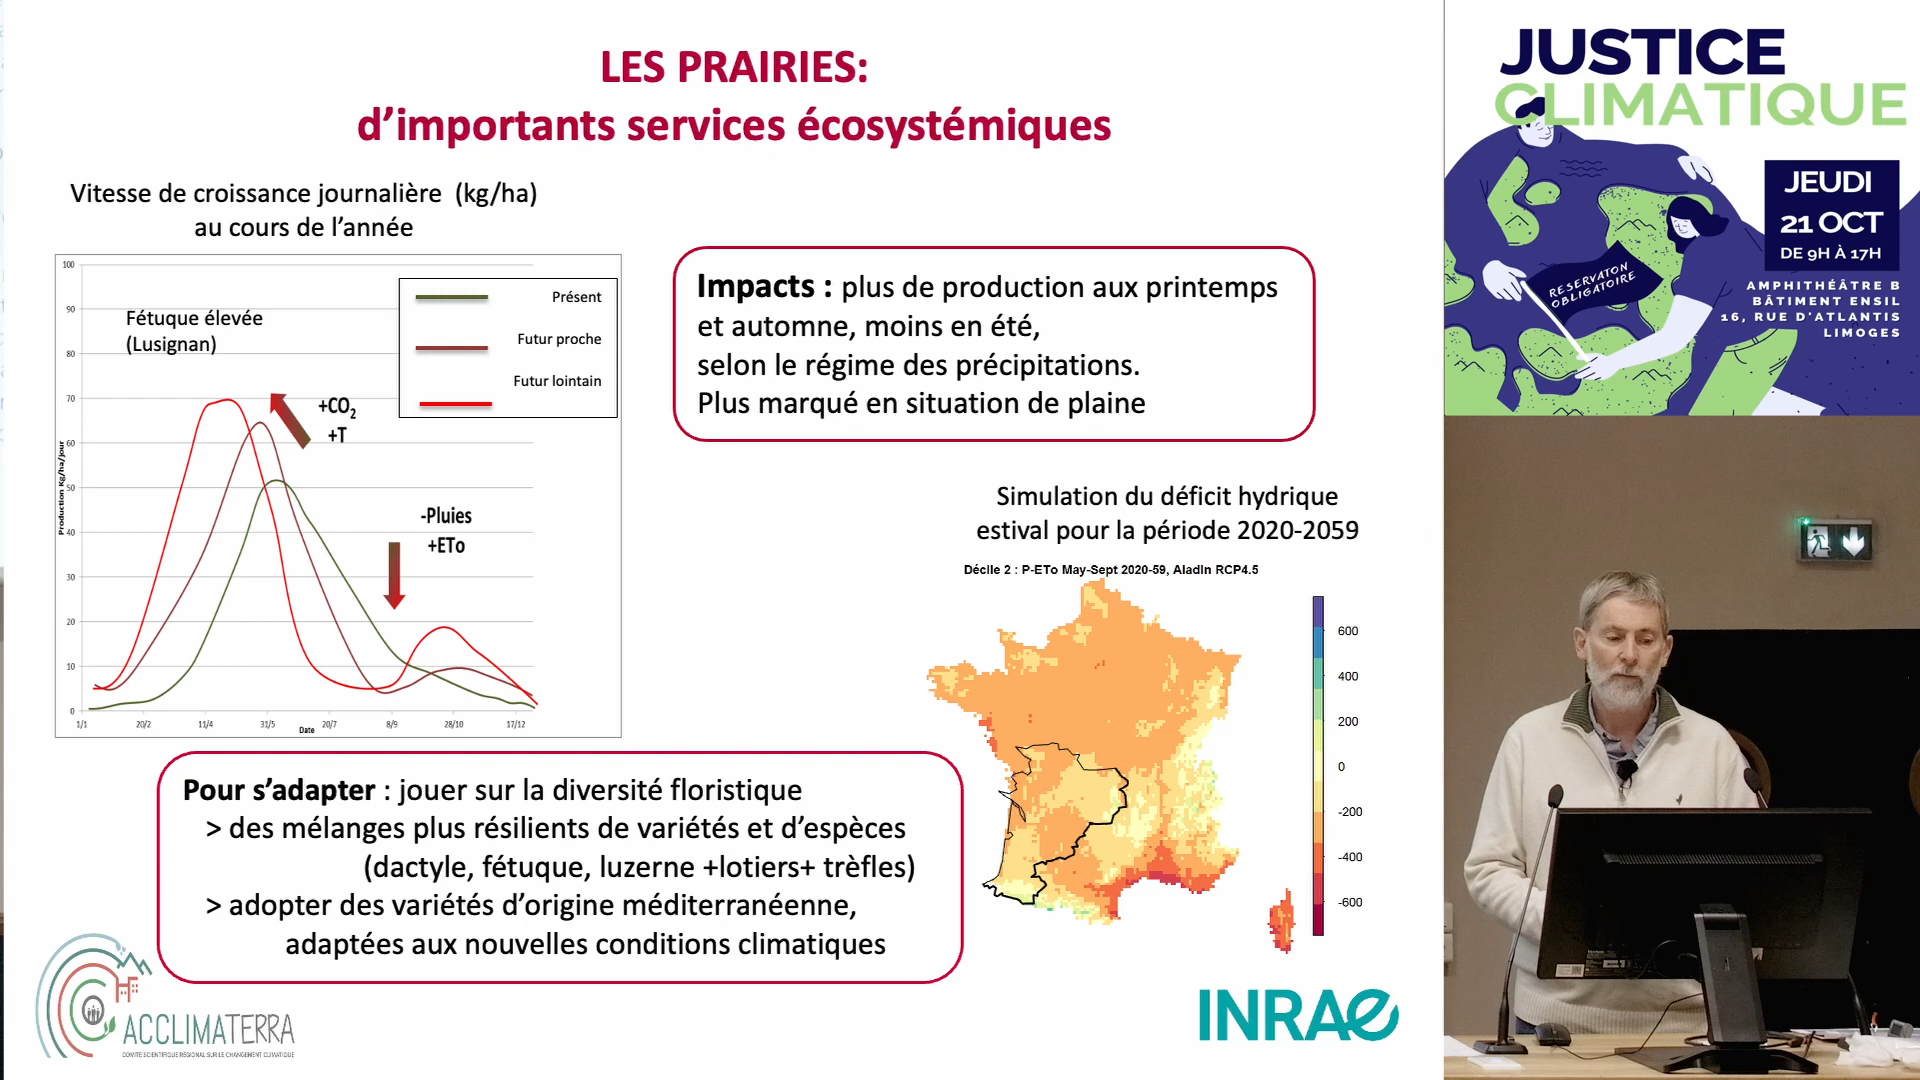 LES PRAIRIES:
d’importants services écosystémiques
Vitesse de croissance journalière (kg/ha)
au cours de l’année
100
90
80
70
60
50
40
30
20
10
0
Production Kg/ha/jour
1/1
20/2
11/4
31/5
20/7
8/9
28/10
17/12
Date
Fétuque élevée
(Lusignan)
Présent
Futur proche
Futur lointain
+CO2
+T
-Pluies
+ETo
Impacts : plus de production aux printemps
et automne, moins en été,
selon le régime des précipitations.
Plus marqué en situation de plaine
Simulation du déficit hydrique
estival pour la période 2020-2059
Décile 2 : P-ETo May-Sept 2020-59, Aladin RCP4.5
600
400
200
0
-200
-400
-600
Pour s’adapter : jouer sur la diversité floristique
> des mélanges plus résilients de variétés et d’espèces
(dactyle, fétuque, luzerne +lotiers+ trèfles)
> adopter des variétés d’origine méditerranéenne,
adaptées aux nouvelles conditions climatiques
ACCLIMATERRA
COMITÉ SCIENTIFIQUE RÉGIONAL SUR LE CHANGEMENT CLIMATIQUE
INRAE
JUSTICE
CLIMATIQUE
JEUDI
21 OCT
DE 9H À 17H
RESERVATON
OBLIGATOIRE
AMPHITHÉÂTRE B
BÂTIMENT ENSIL
16, RUE D'ATLANTIS
LIMOGES